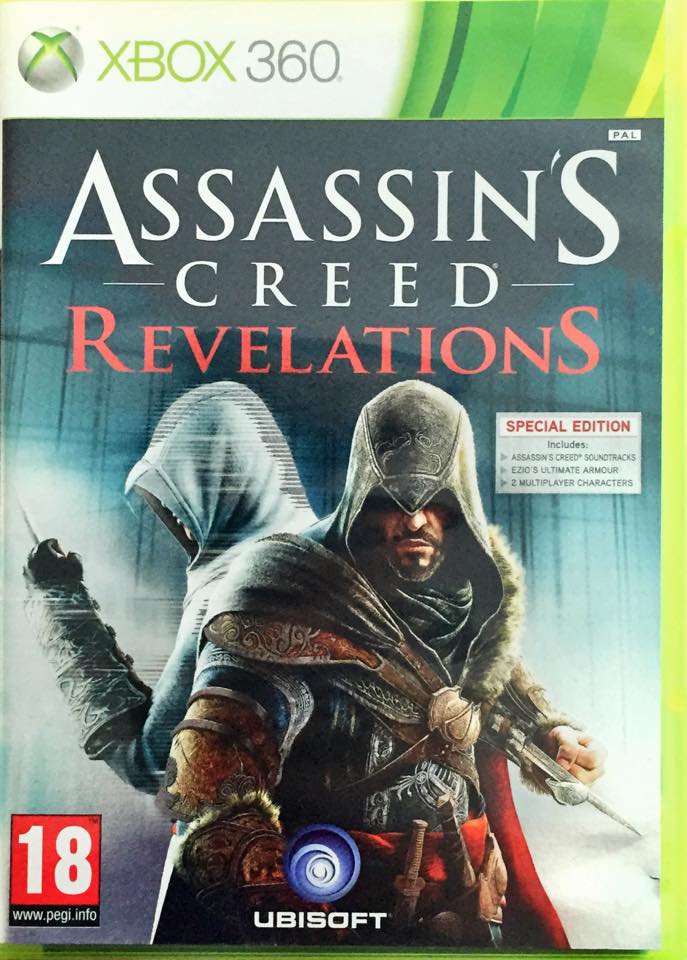 XBOX 360
PAL
ASSASSIN'S
CREED®
REVELATIONS
SPECIAL EDITION
Includes:
ASSASSIN'S CREED® SOUNDTRACKS
EZIO'S ULTIMATE ARMOUR
2 MULTIPLAYER CHARACTERS
18™
www.pegi.info
UBISOFT